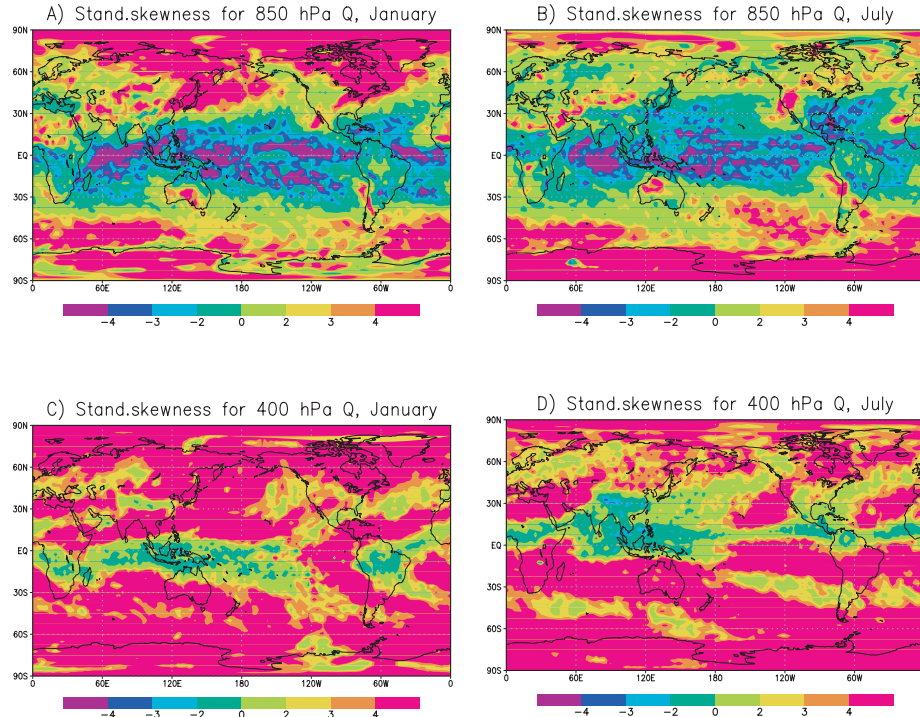 A) Stand.skewness for 850 hPa Q, January
90N
60N
30N
EQ
30S
60S
90S
0 60E 120E 180 120W 60W 0
-4 -3 -2 0 2 3 4
B) Stand.skewness for 850 hPa Q, July
90N
60N
30N
EQ
30S
60S
90S
0 60E 120E 180 120W 60W
-4 -3 -2 0 2 3 4
C) Stand.skewness for 400 hPa Q, January
90N
60N
30N
EQ
30S
60S
90S
0 60E 120E 180 120W 60W 0
-4 -3 -2 0 2 3 4
D) Stand.skewness for 400 hPa Q, July
90N
60N
30N
EQ
30S
60S
90S
0 60E 120E 180 120W 60W
-4 -3 -2 0 2 3 4